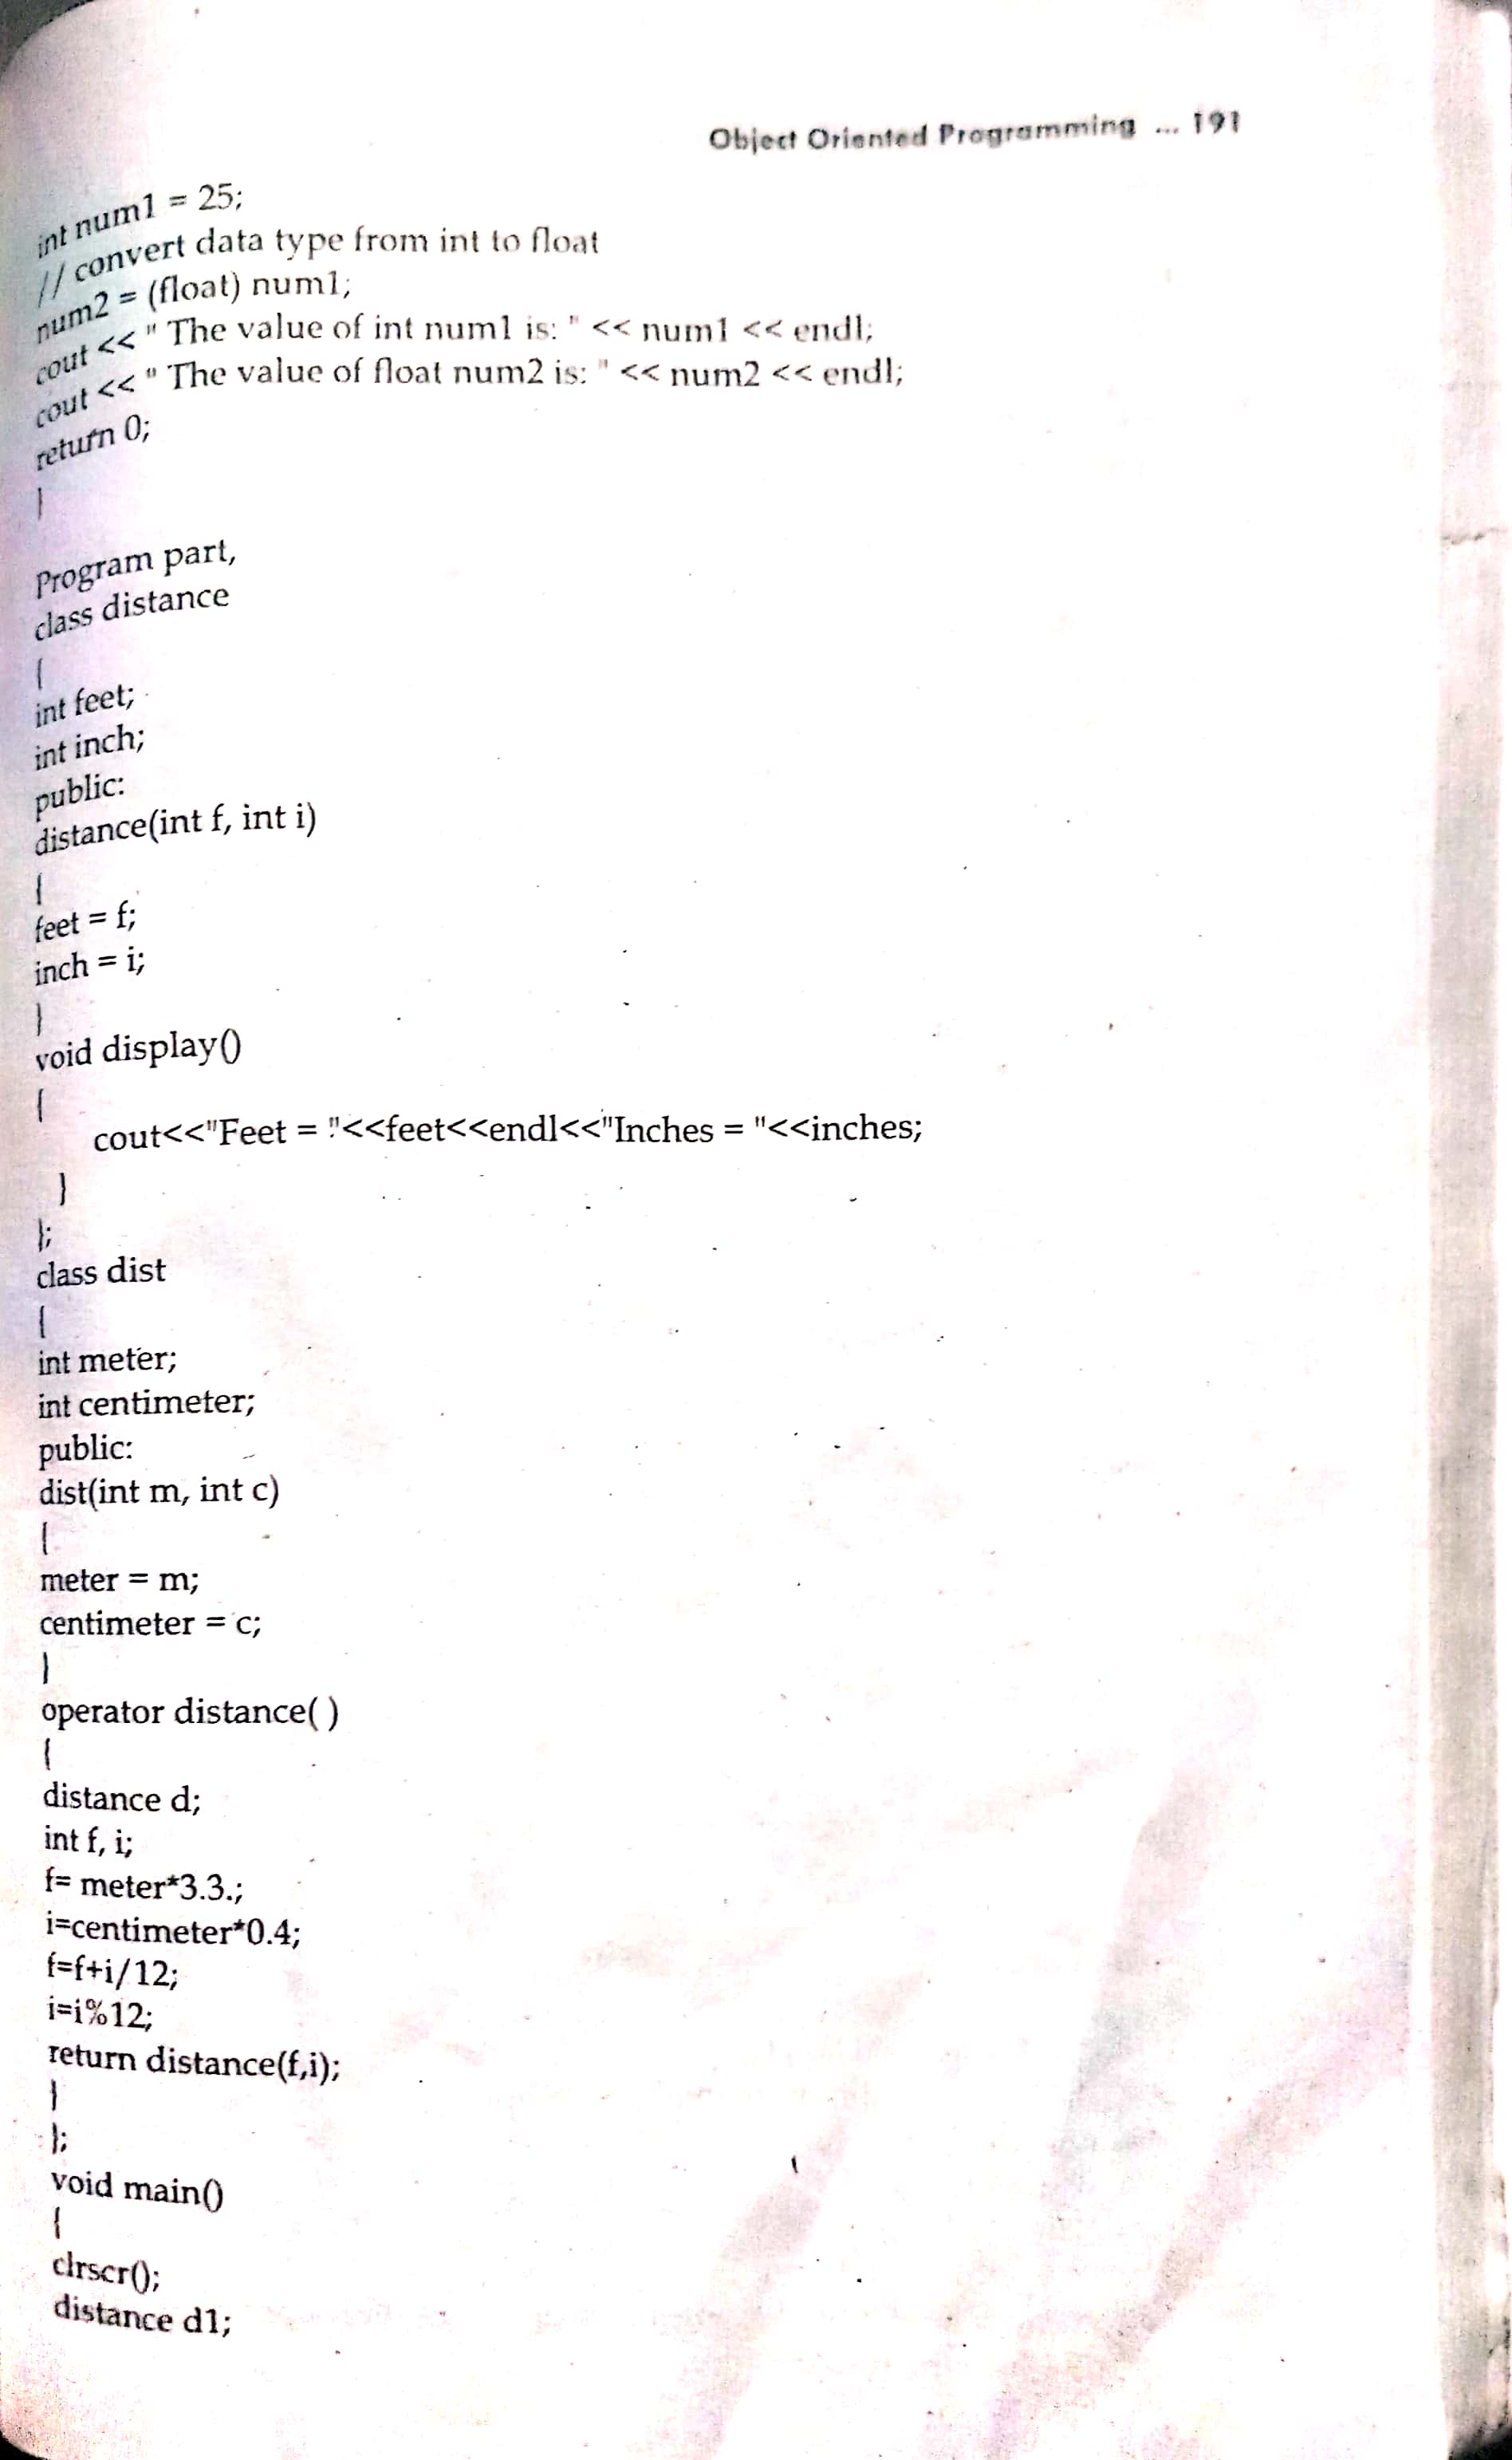 Object Oriented Programming ... 191
int num1 = 25;
// convert data type from int to float
num2 = (float) num1;
cout << " The value of int num1 is: " << num1 << endl;
cout << " The value of float num2 is: " << num2 << endl;
return 0;
}
Program part,
class distance
{
int feet;
int inch;
public:
distance(int f, int i)
{
feet = f;
inch = i;
}
void display()
{
cout<<"Feet = "<<feet<<endl<<"Inches = "<<inches;
}
};
class dist
{
int meter;
int centimeter;
public:
dist(int m, int c)
{
meter = m;
centimeter = c;
}
operator distance( )
{
distance d;
int f, i;
f= meter*3.3.;
i=centimeter*0.4;
f=f+i/12;
i=i%12;
return distance(f,i);
}
};
void main()
{
clrscr();
distance d1;